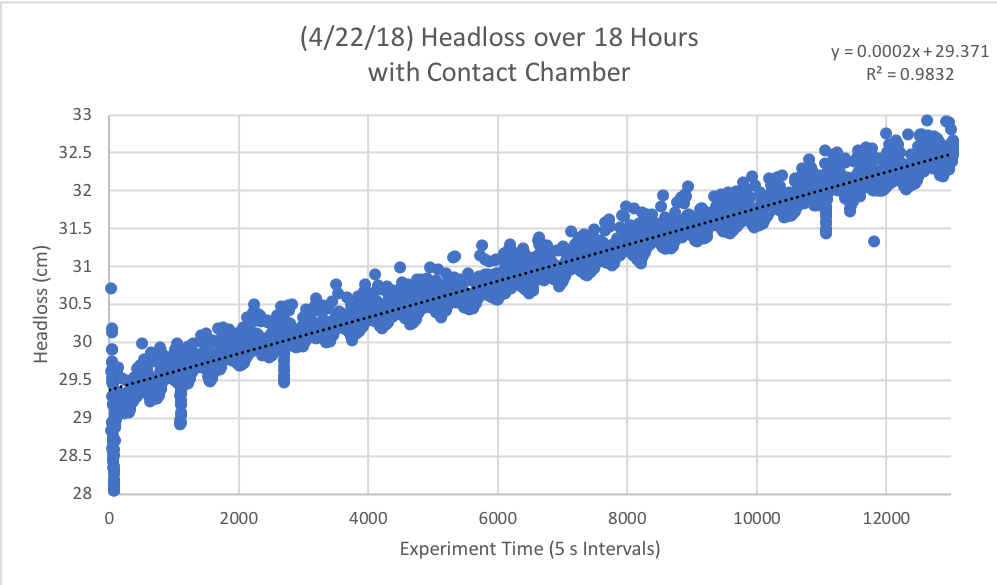 (4/22/18) Headloss over 18 Hours
with Contact Chamber
y = 0.0002x + 29.371
R² = 0.9832
33
32.5
32
31.5
31
30.5
30
29.5
29
28.5
28
Headloss (cm)
0 2000 4000 6000 8000 10000 12000
Experiment Time (5 s Intervals)